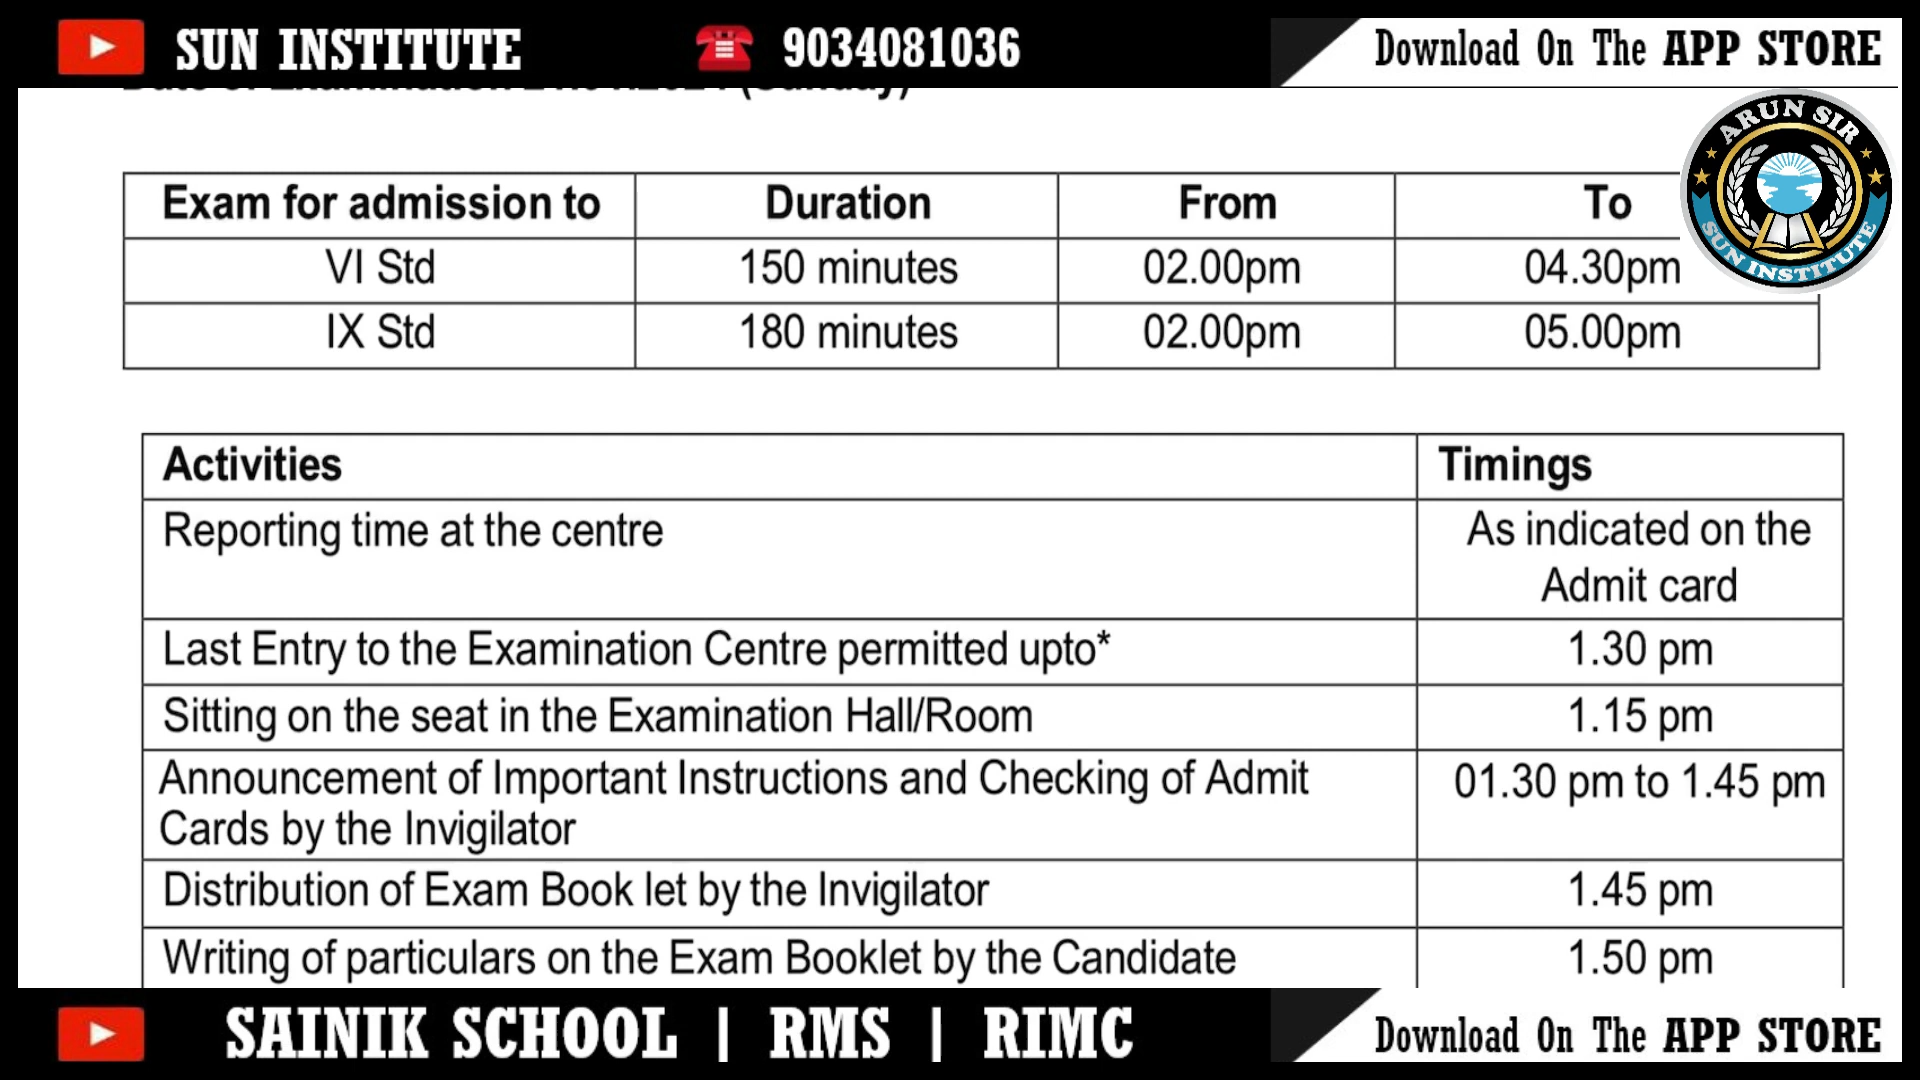 SUN INSTITUTE 9034081036 Download On The APP STORE
Date of Examination (Sunday)
ARUN SIR
SUN INSTITUTE
Exam for admission to Duration From To
VI Std 150 minutes 02.00pm 04.30pm
IX Std 180 minutes 02.00pm 05.00pm
Activities Timings
Reporting time at the centre As indicated on the
Admit card
Last Entry to the Examination Centre permitted upto* 1.30 pm
Sitting on the seat in the Examination Hall/Room 1.15 pm
Announcement of Important Instructions and Checking of Admit 01.30 pm to 1.45 pm
Cards by the Invigilator
Distribution of Exam Book let by the Invigilator 1.45 pm
Writing of particulars on the Exam Booklet by the Candidate 1.50 pm
SAINIK SCHOOL | RMS | RIMC Download On The APP STORE